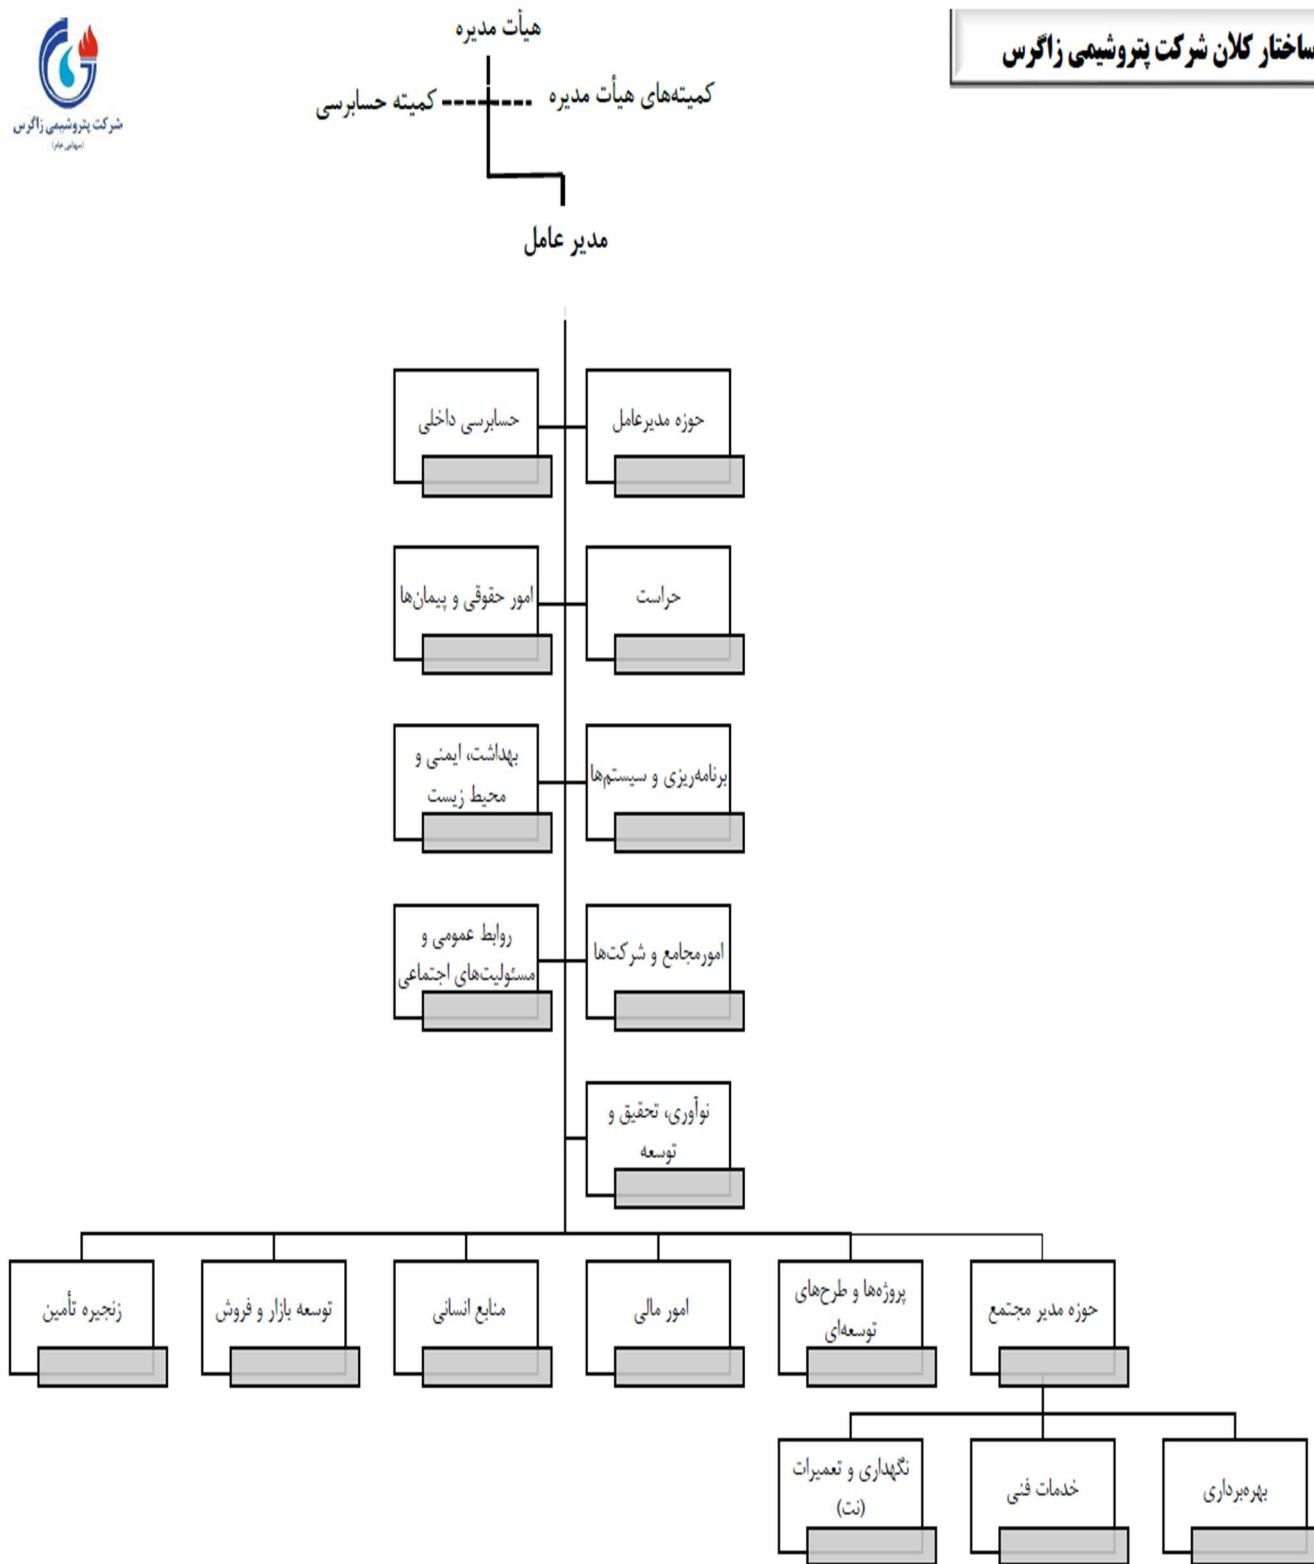 ساختار کلان شرکت پتروشیمی زاگرس
شرکت پتروشیمی زاگرس
(سهامی عام)
هیأت مدیره
کمیته‌های هیأت مدیره
کمیته حسابرسی
مدیر عامل
حوزه مدیرعامل
حسابرسی داخلی
حراست
امور حقوقی و پیمان‌ها
برنامه‌ریزی و سیستم‌ها
بهداشت، ایمنی و
محیط زیست
امورمجامع و شرکت‌ها
روابط عمومی و
مسئولیت‌های اجتماعی
نوآوری، تحقیق و
توسعه
حوزه مدیر مجتمع
پروژه‌ها و طرح‌های
توسعه‌ای
امور مالی
منابع انسانی
توسعه بازار و فروش
زنجیره تأمین
بهره‌برداری
خدمات فنی
نگهداری و تعمیرات
(نت)